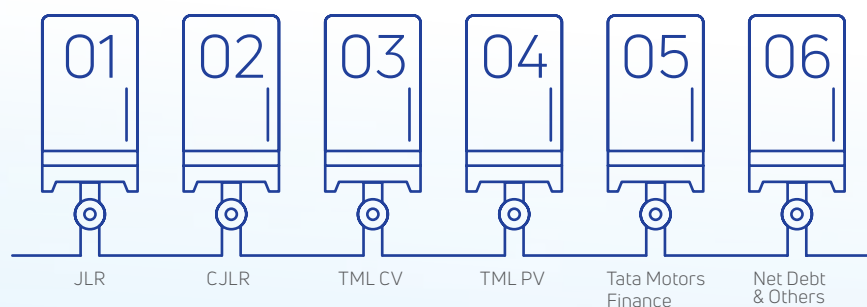 01 02 03 04 05 06
JLR CJLR TML CV TML PV Tata Motors Net Debt
Finance & Others